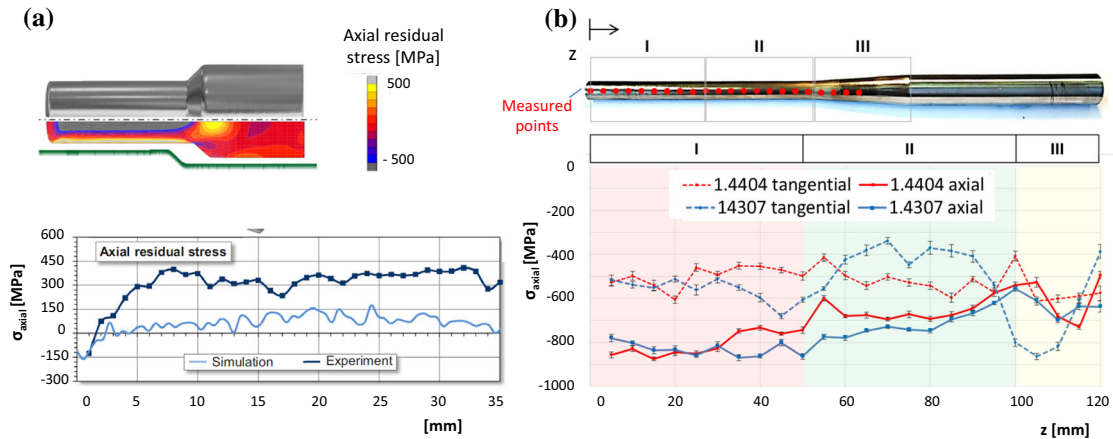 (a)
Axial residual
stress [MPa]
500
- 500
600
450
300
150
0
-150
-300
σaxial [MPa]
Axial residual stress
Simulation
Experiment
0
5
10
15
20
25
30
35
[mm]
(b)
Z
I
II
III
Measured
points
I
II
III
0
-200
-400
-600
-800
-1000
σaxial [MPa]
1.4404 tangential
1.4404 axial
14307 tangential
1.4307 axial
0
20
40
60
80
100
120
z [mm]